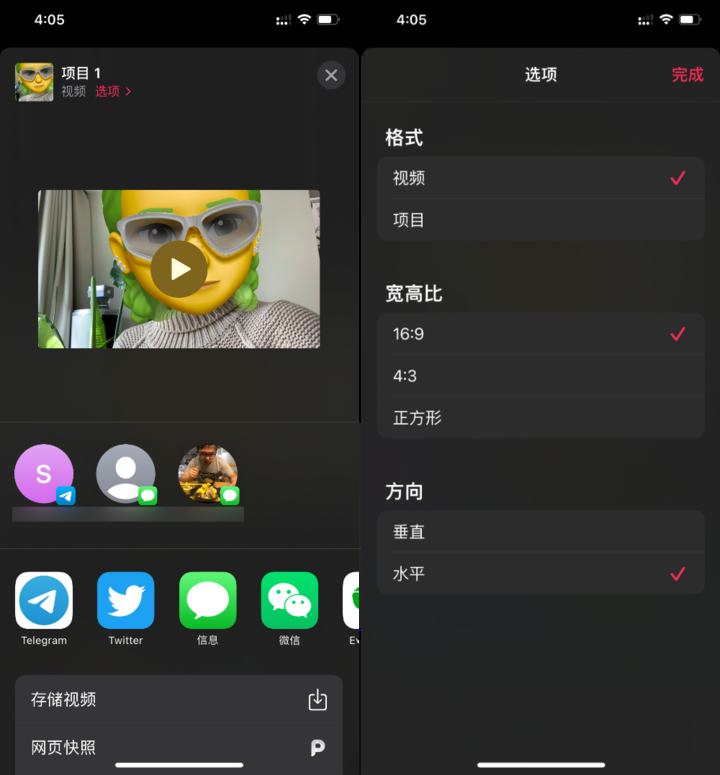 4:05
项目 1
视频 选项 >
S
Telegram
Twitter
信息
微信
Ev
存储视频
网页快照
4:05
选项
完成
格式
视频
项目
宽高比
16:9
4:3
正方形
方向
垂直
水平